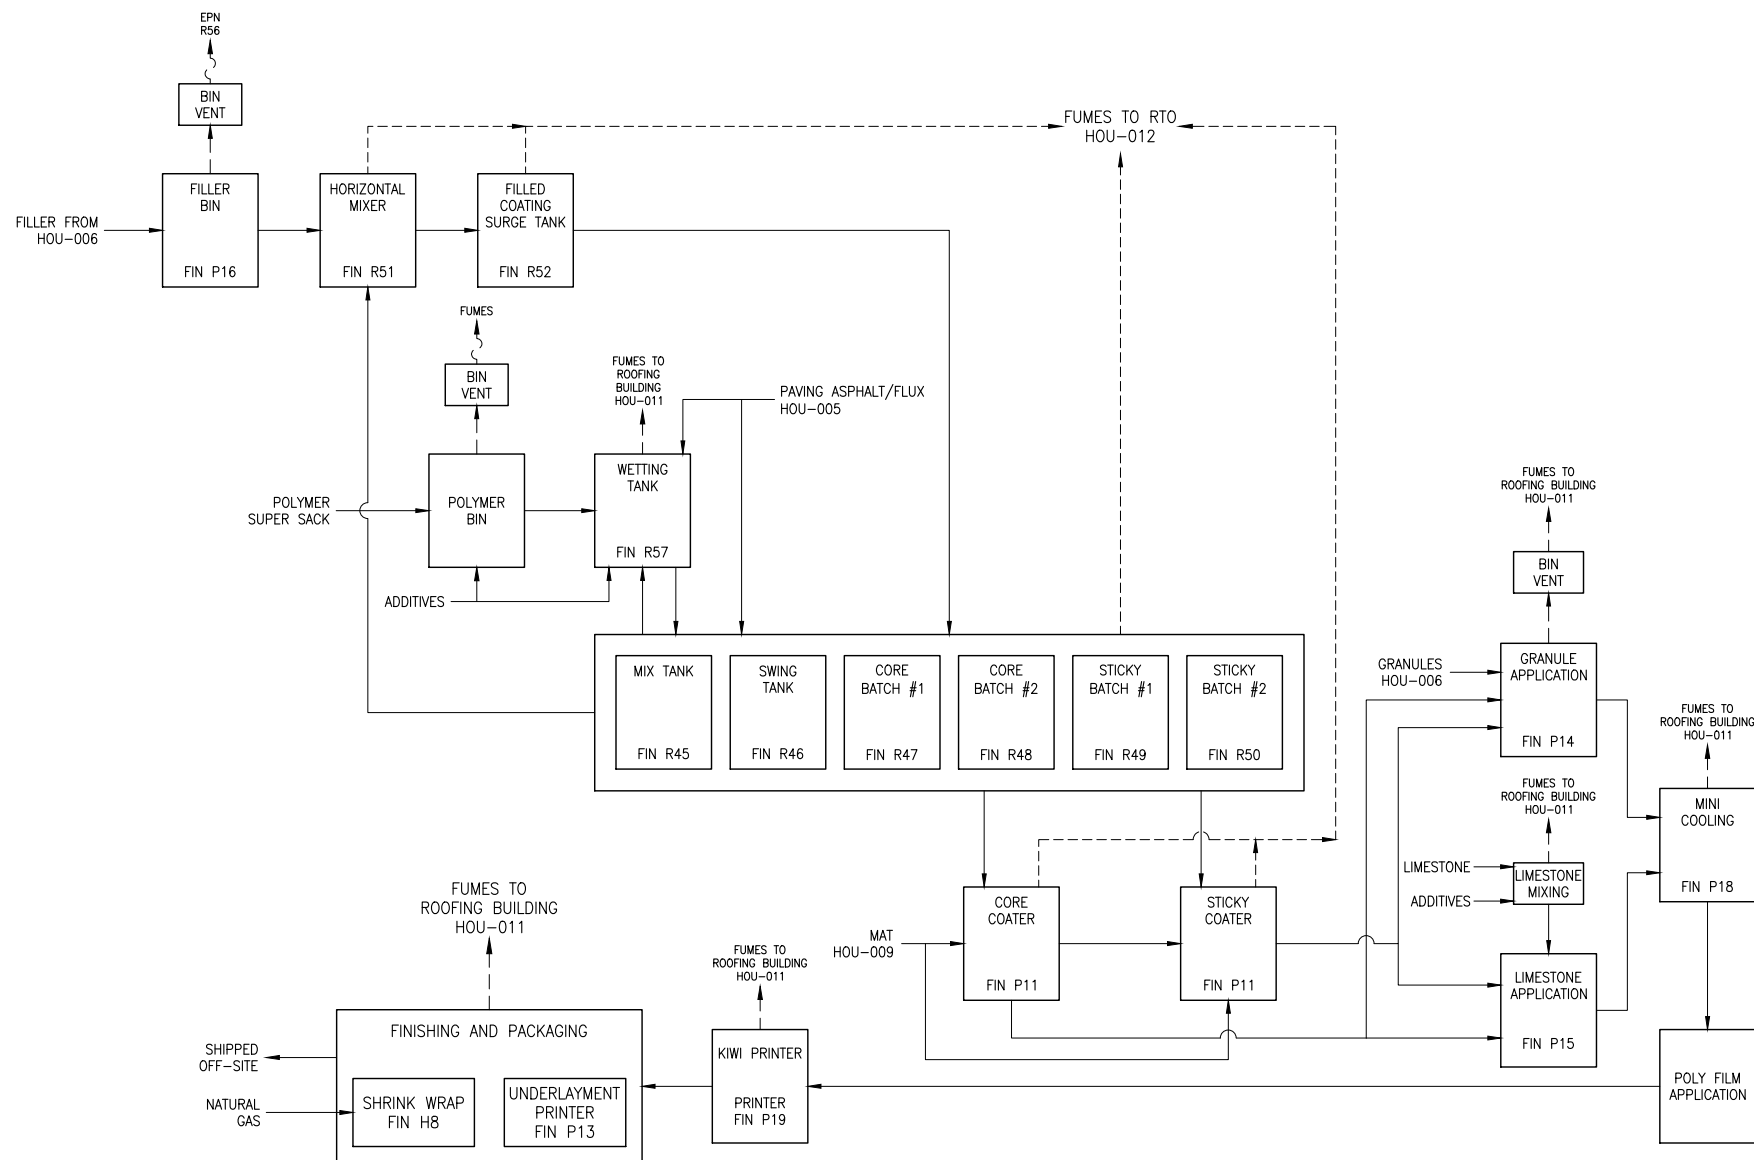 EPN
R56
BIN
VENT
FUMES TO RTO
HOU-012
FILLER
BIN
FIN P16
HORIZONTAL
MIXER
FIN R51
FILLED
COATING
SURGE TANK
FIN R52
FILLER FROM
HOU-006
FUMES
BIN
VENT
FUMES TO
ROOFING
BUILDING
HOU-011
PAVING ASPHALT/FLUX
HOU-005
POLYMER
SUPER SACK
POLYMER
BIN
WETTING
TANK
FIN R57
ADDITIVES
FUMES TO
ROOFING BUILDING
HOU-011
BIN
VENT
MIX TANK
FIN R45
SWING
TANK
FIN R46
CORE
BATCH #1
FIN R47
CORE
BATCH #2
FIN R48
STICKY
BATCH #1
FIN R49
STICKY
BATCH #2
FIN R50
GRANULES
HOU-006
GRANULE
APPLICATION
FIN P14
FUMES TO
ROOFING BUILDING
HOU-011
FUMES TO
ROOFING BUILDING
HOU-011
MINI
COOLING
FIN P18
LIMESTONE
ADDITIVES
LIMESTONE
MIXING
FUMES TO
ROOFING BUILDING
HOU-011
MAT
HOU-009
CORE
COATER
FIN P11
STICKY
COATER
FIN P11
LIMESTONE
APPLICATION
FIN P15
FUMES TO
ROOFING BUILDING
HOU-011
FINISHING AND PACKAGING
SHIPPED
OFF-SITE
NATURAL
GAS
SHRINK WRAP
FIN H8
UNDERLAYMENT
PRINTER
FIN P13
KIWI PRINTER
PRINTER
FIN P19
POLY FILM
APPLICATION